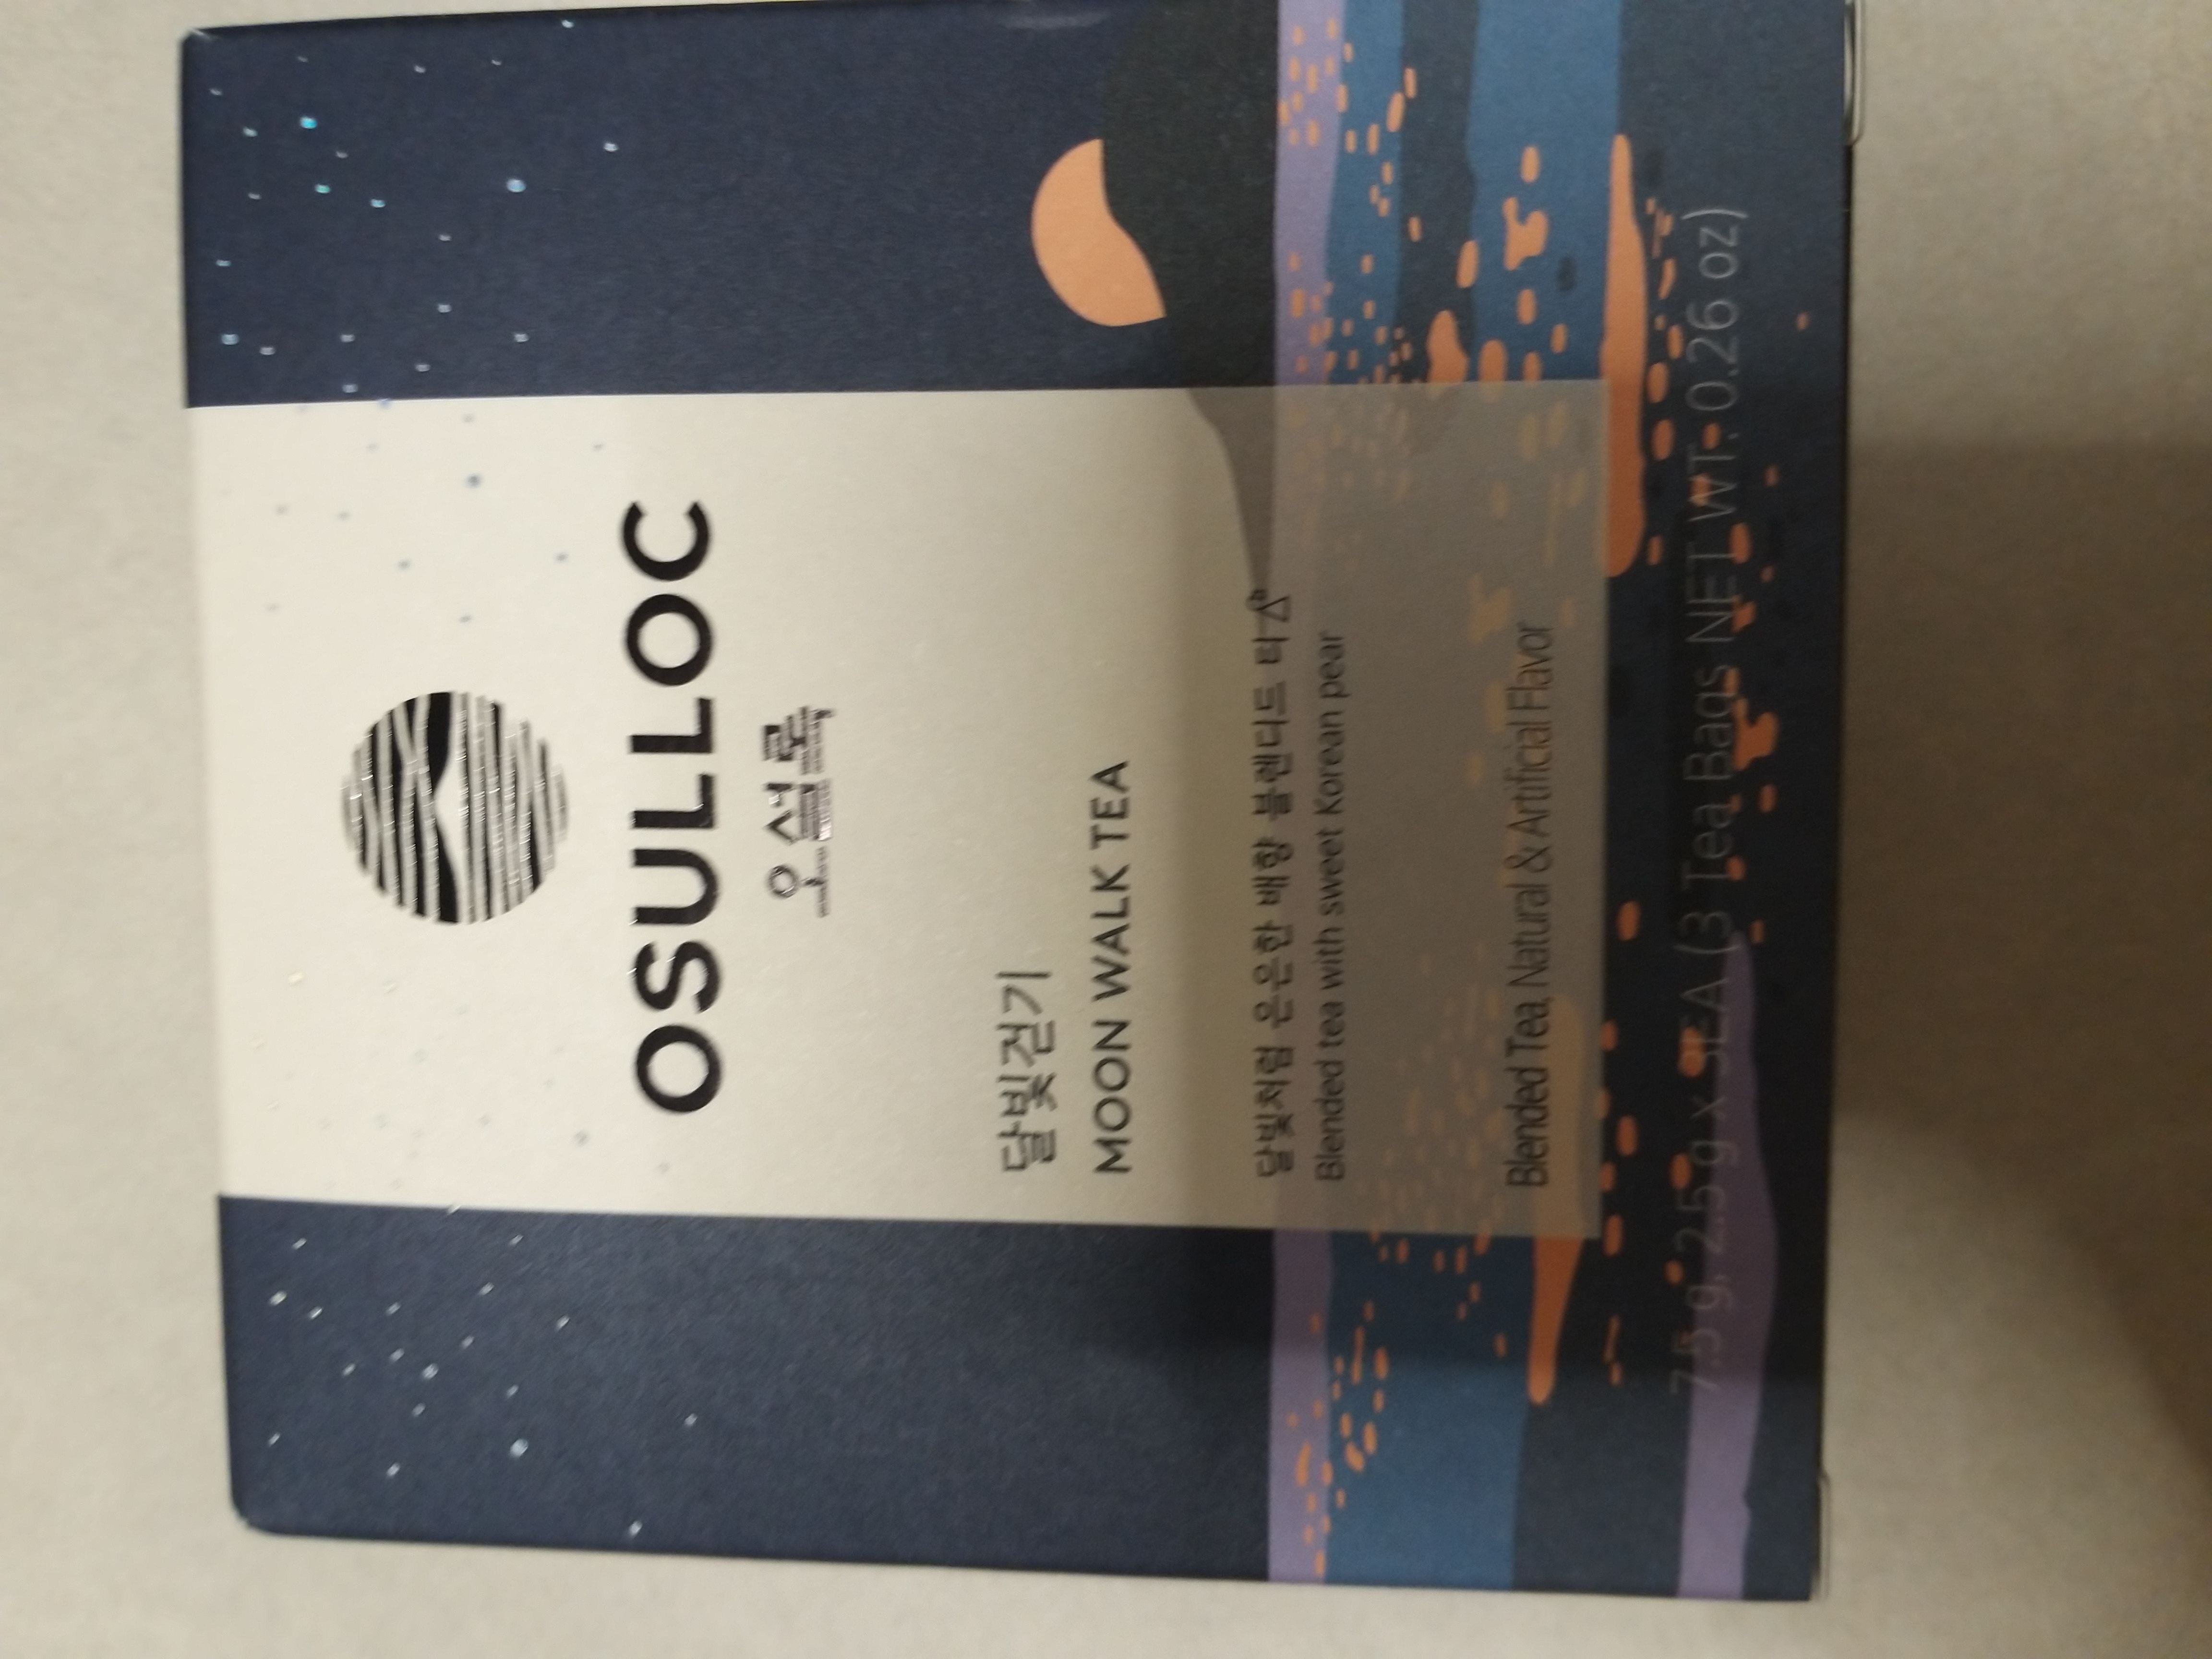 OSULLOC
오설록
달빛걷기
MOON WALK TEA
달빛처럼 은은한 배향 블렌디드 티
Blended tea with sweet Korean pear
Blended Tea, Natural & Artificial Flavor
7.5 g, 2.5 g x 3EA (3 Tea Bags NET WT. 0.26 oz)